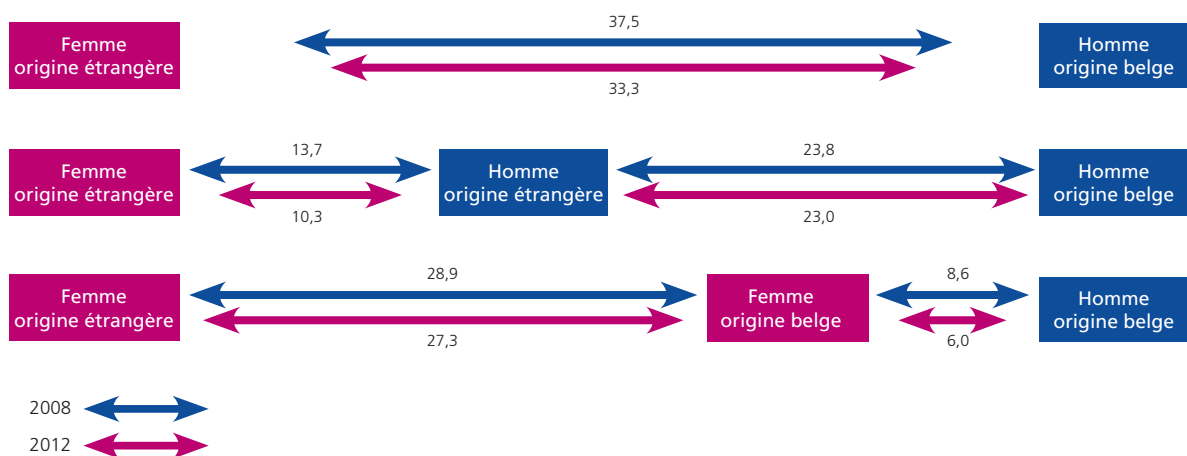 37,5
Femme
origine étrangère
Homme
origine belge
33,3
13,7
23,8
Femme
origine étrangère
Homme
origine étrangère
Homme
origine belge
10,3
23,0
28,9
8,6
Femme
origine étrangère
Femme
origine belge
Homme
origine belge
27,3
6,0
2008
2012